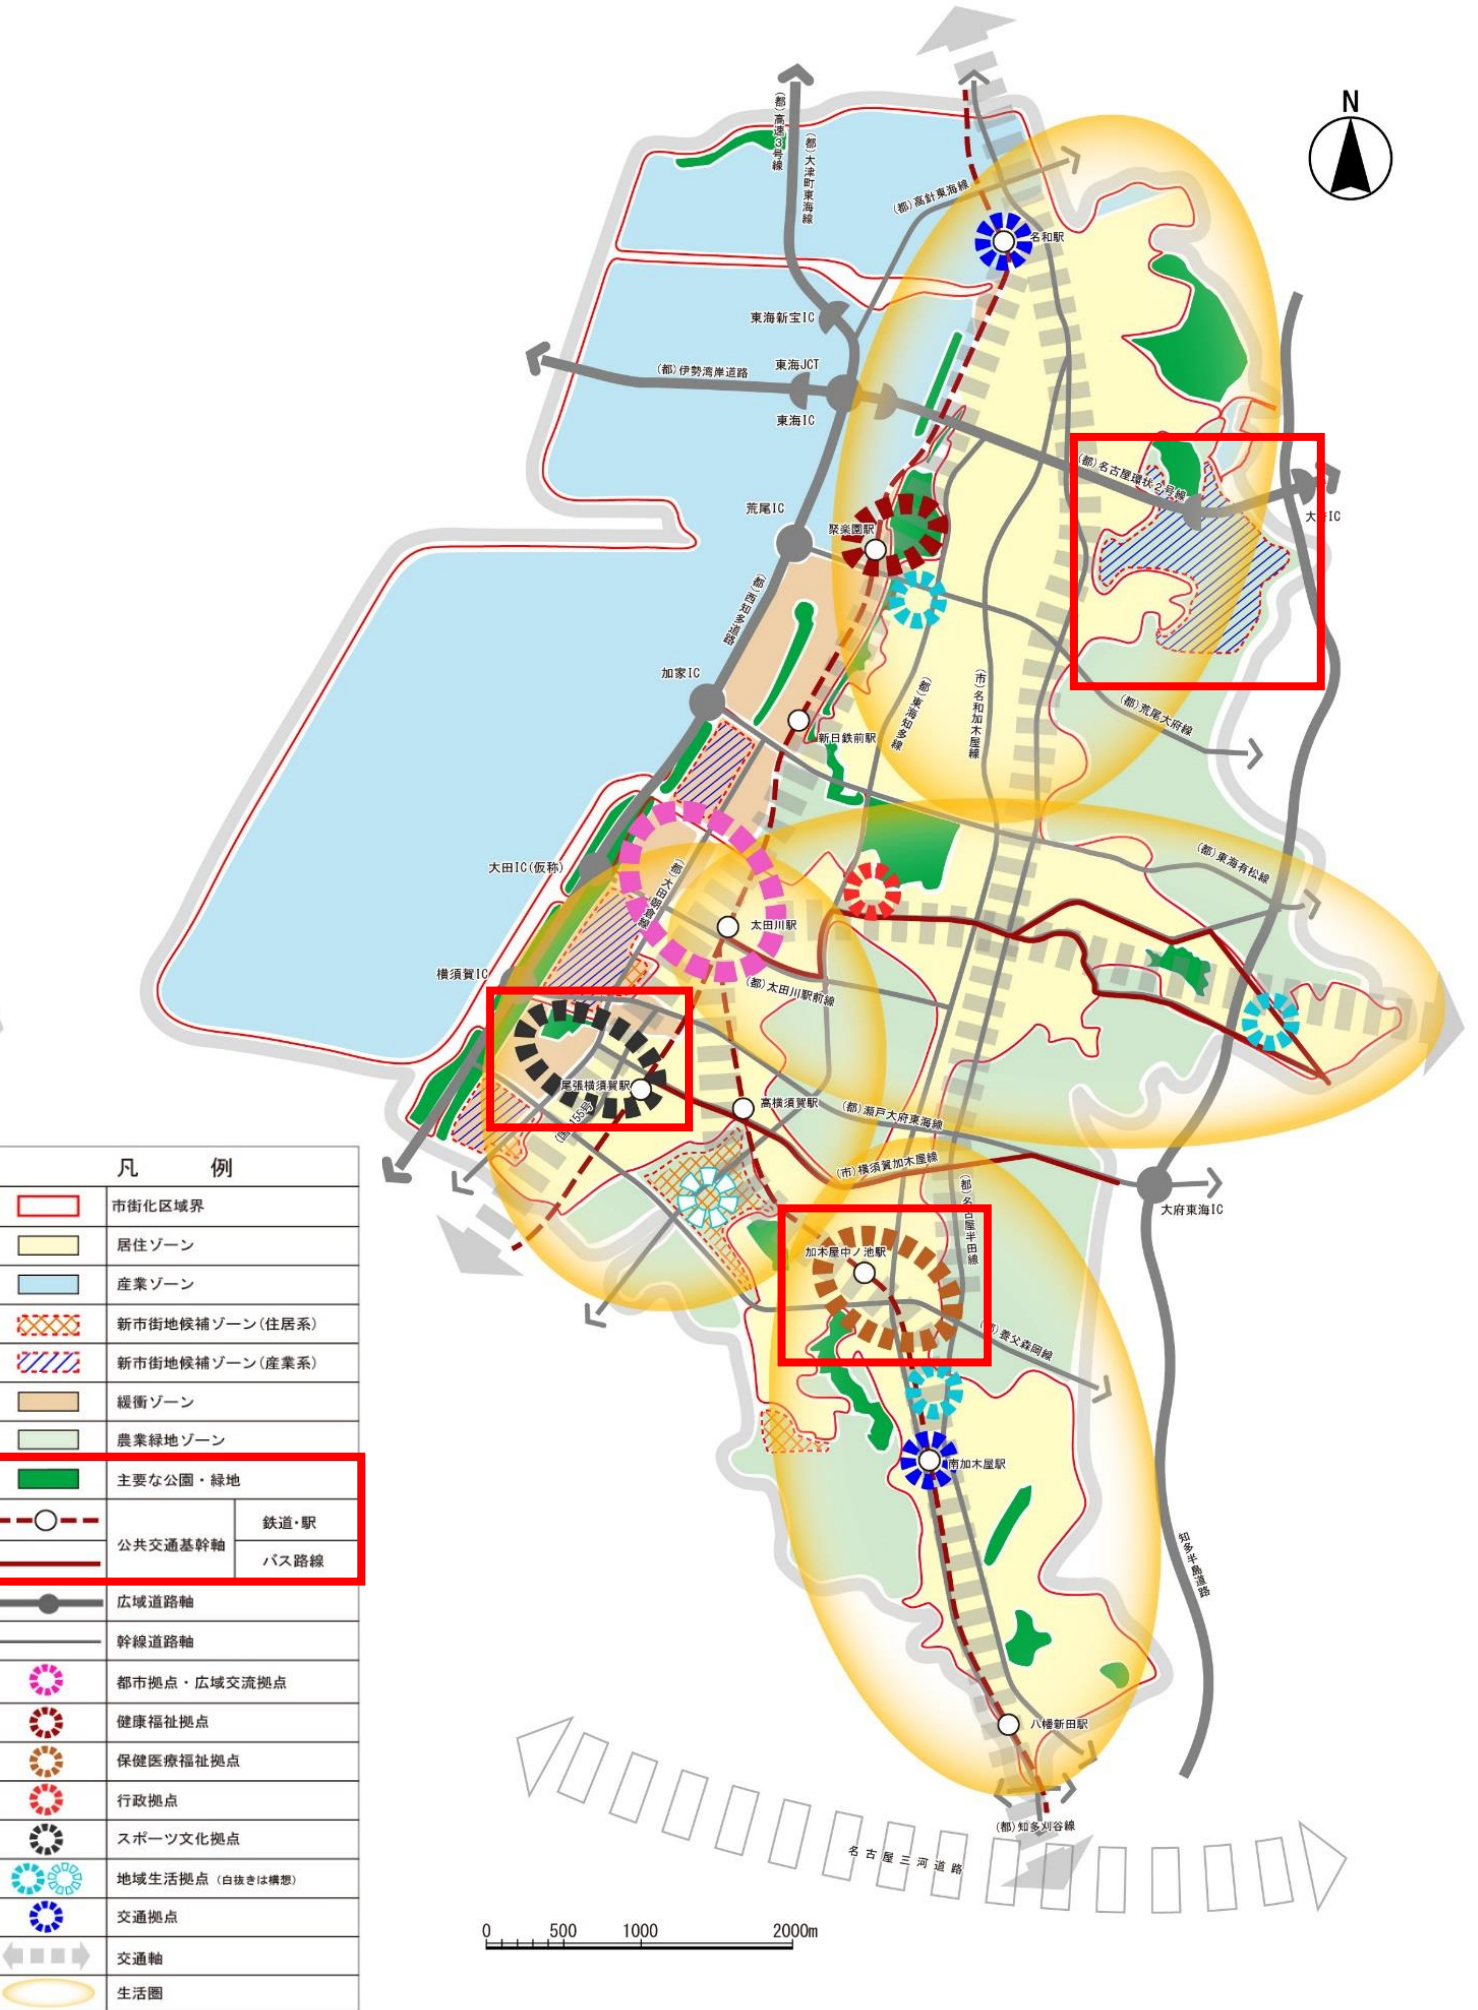 N
(都)高速3号線
(都)大津町東海線
(都)高針東海線
名和駅
東海新宝IC
(都)伊勢湾岸道路
東海JCT
東海IC
(都)名古屋環状2号線
荒尾IC
聚楽園駅
(都)西知多道路
加家IC
新日鉄前駅
(都)東海知多線
(市)名和加木屋線
(都)荒尾大府線
大田IC(仮称)
(都)大田朝倉線
(都)東海有松線
太田川駅
横須賀IC
(都)太田川駅前線
尾張横須賀駅
高横須賀駅
(都)瀬戸大府東海線
(市)横須賀加木屋線
(都)名古屋半田線
大府東海IC
加木屋中ノ池駅
養父森岡線
南加木屋駅
知多半島道路
八幡新田駅
(都)知多刈谷線
名古屋三河道路
0 500 1000 2000m
凡 例
市街化区域界
居住ゾーン
産業ゾーン
新市街地候補ゾーン(住居系)
新市街地候補ゾーン(産業系)
緩衝ゾーン
農業緑地ゾーン
主要な公園・緑地
公共交通基幹軸
鉄道・駅
バス路線
広域道路軸
幹線道路軸
都市拠点・広域交流拠点
健康福祉拠点
保健医療福祉拠点
行政拠点
スポーツ文化拠点
地域生活拠点 (白抜きは構想)
交通拠点
交通軸
生活圏